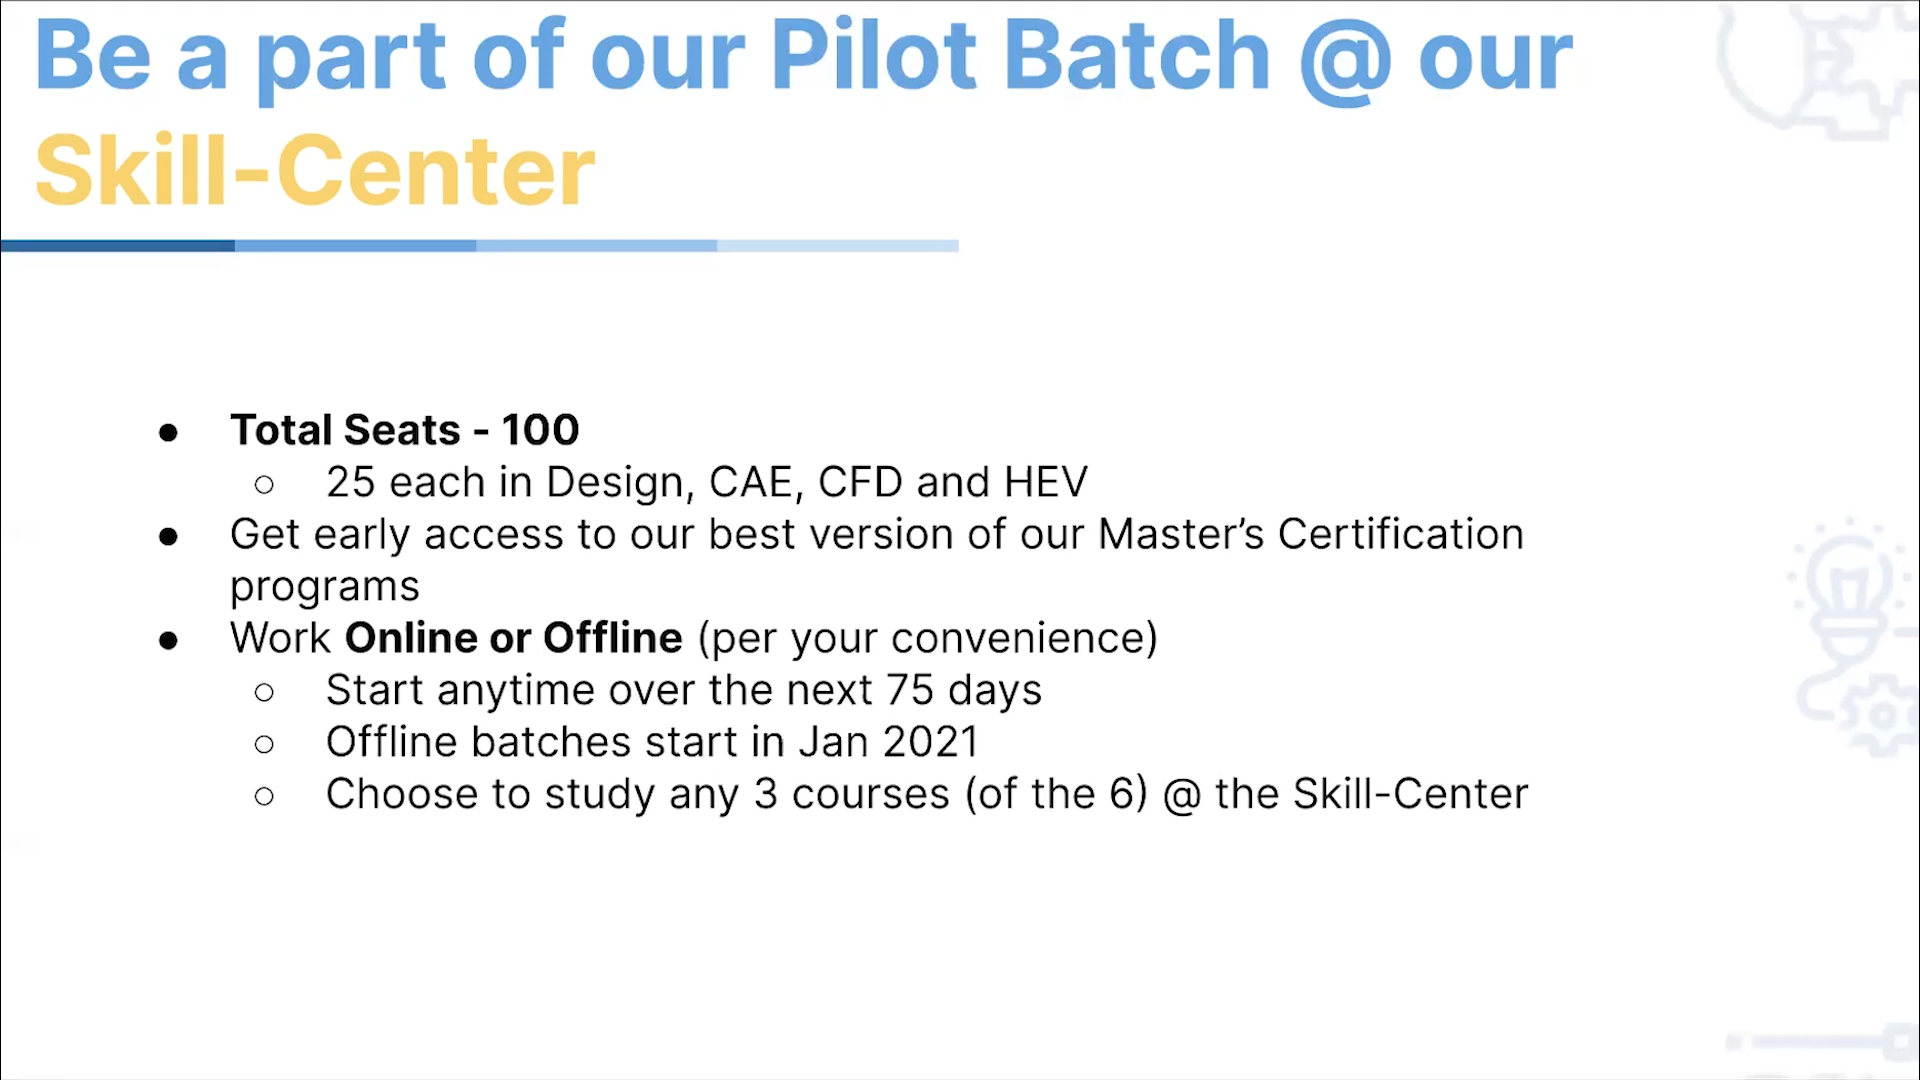 Be a part of our Pilot Batch @ our
Skill-Center
● Total Seats - 100
○ 25 each in Design, CAE, CFD and HEV
● Get early access to our best version of our Master’s Certification
programs
● Work Online or Offline (per your convenience)
○ Start anytime over the next 75 days
○ Offline batches start in Jan 2021
○ Choose to study any 3 courses (of the 6) @ the Skill-Center